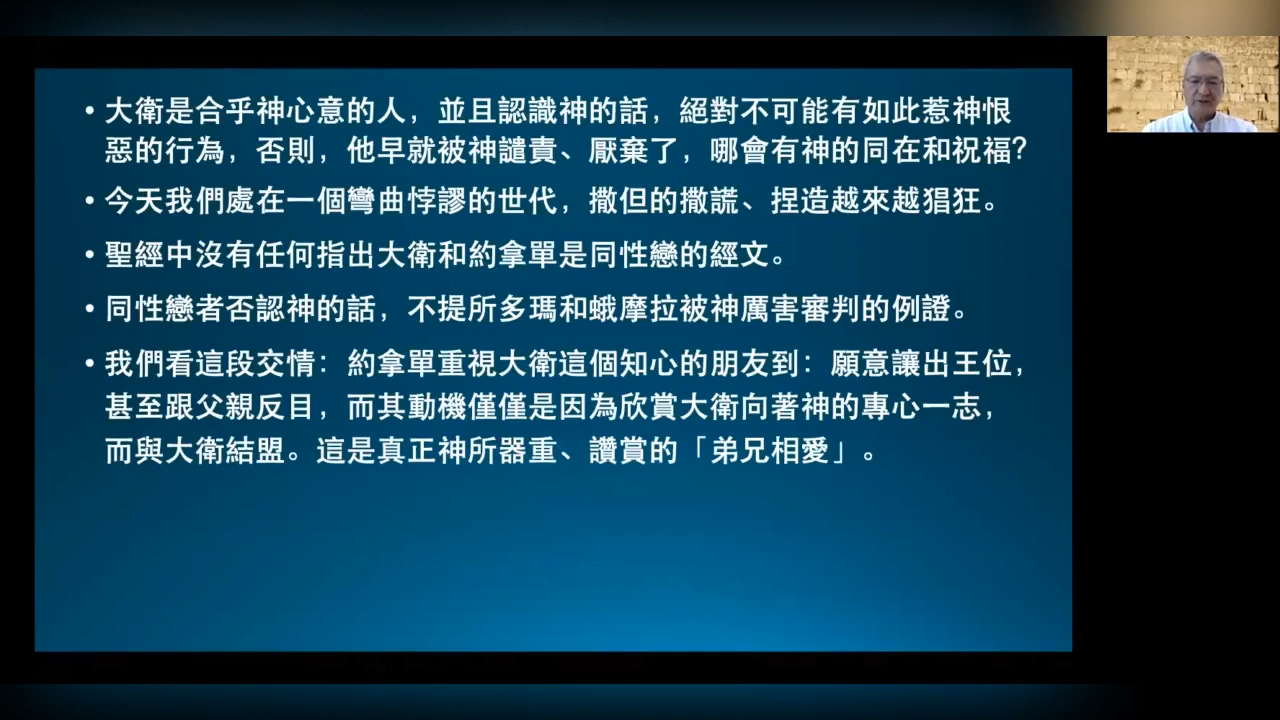 • 大衛是合乎神心意的人，並且認識神的話，絕對不可能有如此惹神恨
惡的行為，否則，他早就被神譴責、厭棄了，哪會有神的同在和祝福？
• 今天我們處在一個彎曲悖謬的世代，撒但的撒謊、捏造越來越猖狂。
• 聖經中沒有任何指出大衛和約拿單是同性戀的經文。
• 同性戀者否認神的話，不提所多瑪和蛾摩拉被神厲害審判的例證。
• 我們看這段交情：約拿單重視大衛這個知心的朋友到：願意讓出王位，
甚至跟父親反目，而其動機僅僅是因為欣賞大衛向著神的專心一志，
而與大衛結盟。這是真正神所器重、讚賞的「弟兄相愛」。